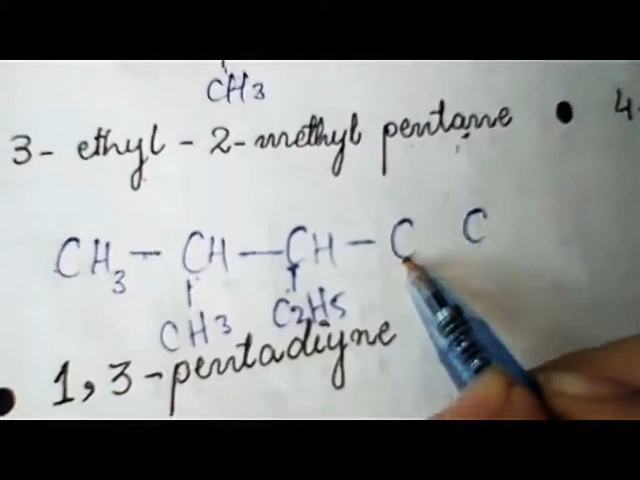 CH3
3- ethyl - 2-methyl pentane • 4-
CH3 - CH - CH - C C
CH3 C2H5
• 1,3-pentadiyne